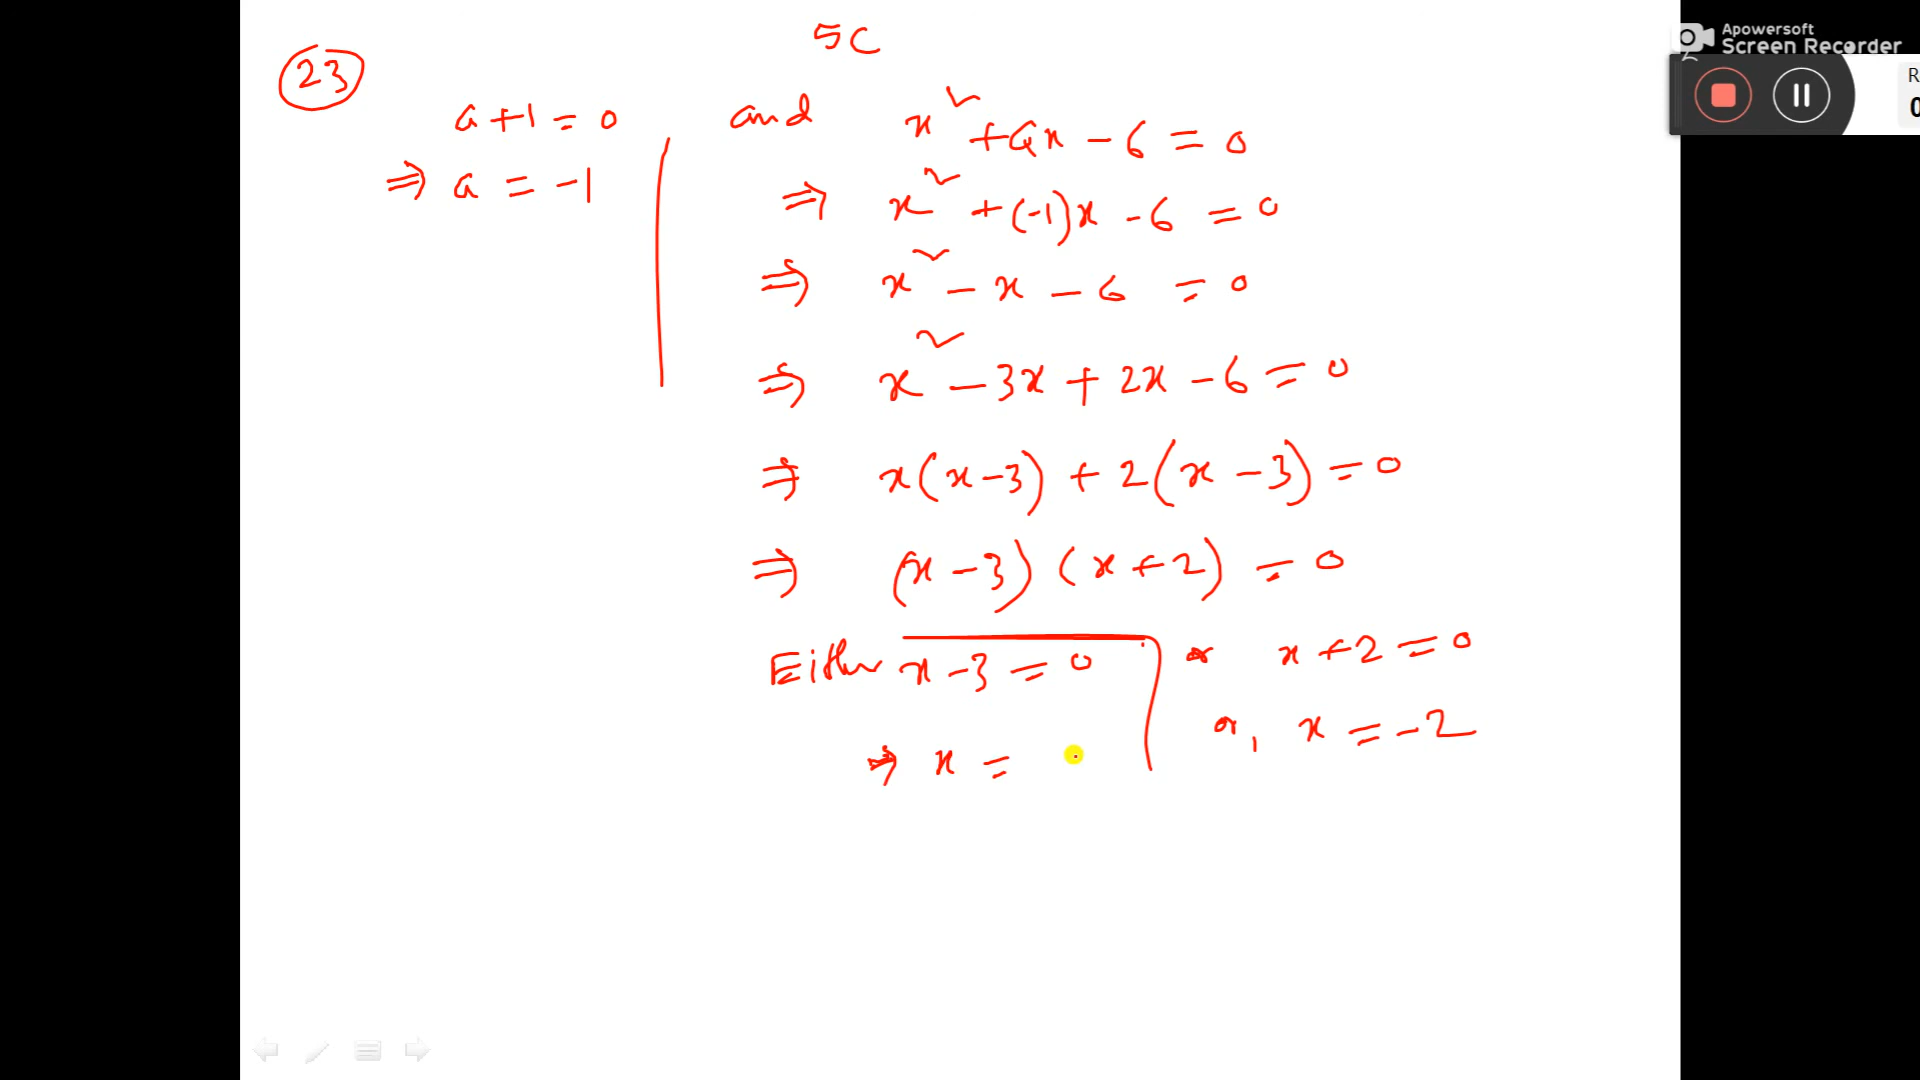 5C
23
a+1=0
⇒ a = -1
and x² + ax - 6 = 0
⇒ x² + (-1)x - 6 = 0
⇒ x² - x - 6 = 0
⇒ x² - 3x + 2x - 6 = 0
⇒ x(x-3) + 2(x-3) = 0
⇒ (x-3)(x+2) = 0
Either x-3 = 0 or x+2 = 0
⇒ x = or, x = -2
Apowersoft
Screen Recorder
R
0